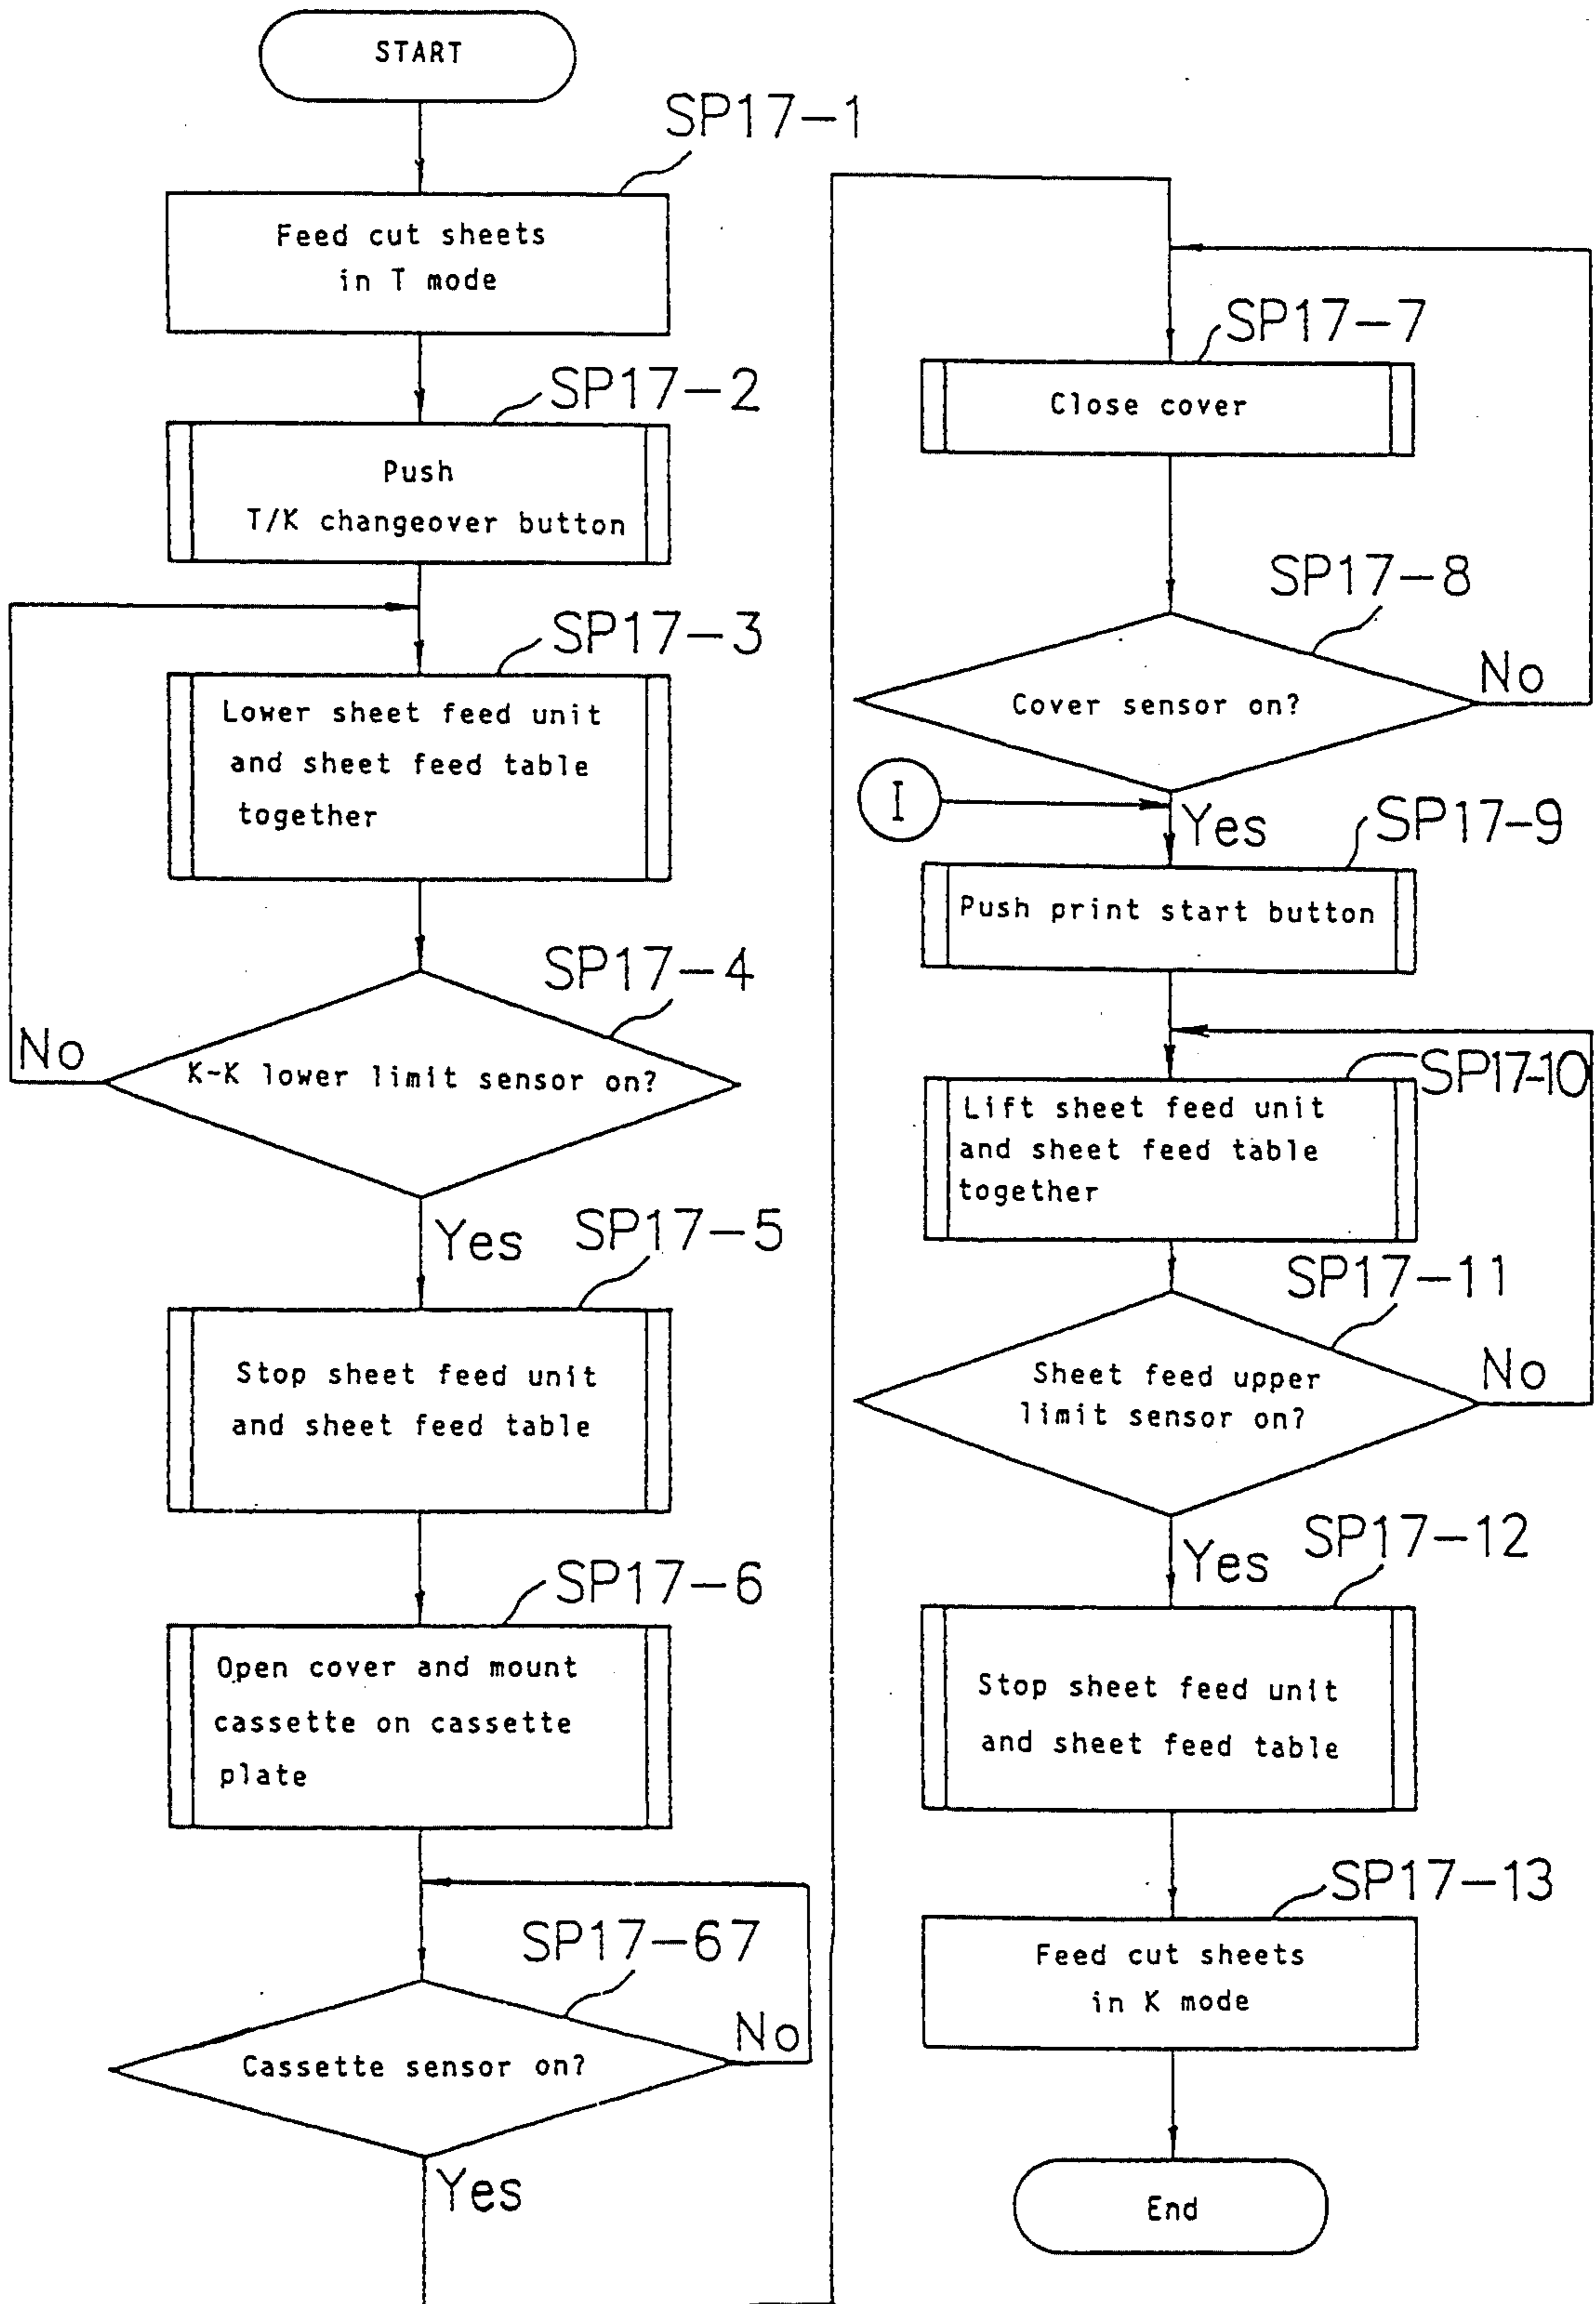 START
SP17-1
Feed cut sheets
in T mode
SP17-2
Push
T/K changeover button
SP17-3
Lower sheet feed unit
and sheet feed table
together
SP17-4
No
K-K lower limit sensor on?
Yes
SP17-5
Stop sheet feed unit
and sheet feed table
SP17-6
Open cover and mount
cassette on cassette
plate
SP17-67
No
Cassette sensor on?
Yes
SP17-7
Close cover
SP17-8
No
Cover sensor on?
I
Yes
SP17-9
Push print start button
SP17-10
Lift sheet feed unit
and sheet feed table
together
SP17-11
Sheet feed upper
limit sensor on?
No
Yes
SP17-12
Stop sheet feed unit
and sheet feed table
SP17-13
Feed cut sheets
in K mode
End